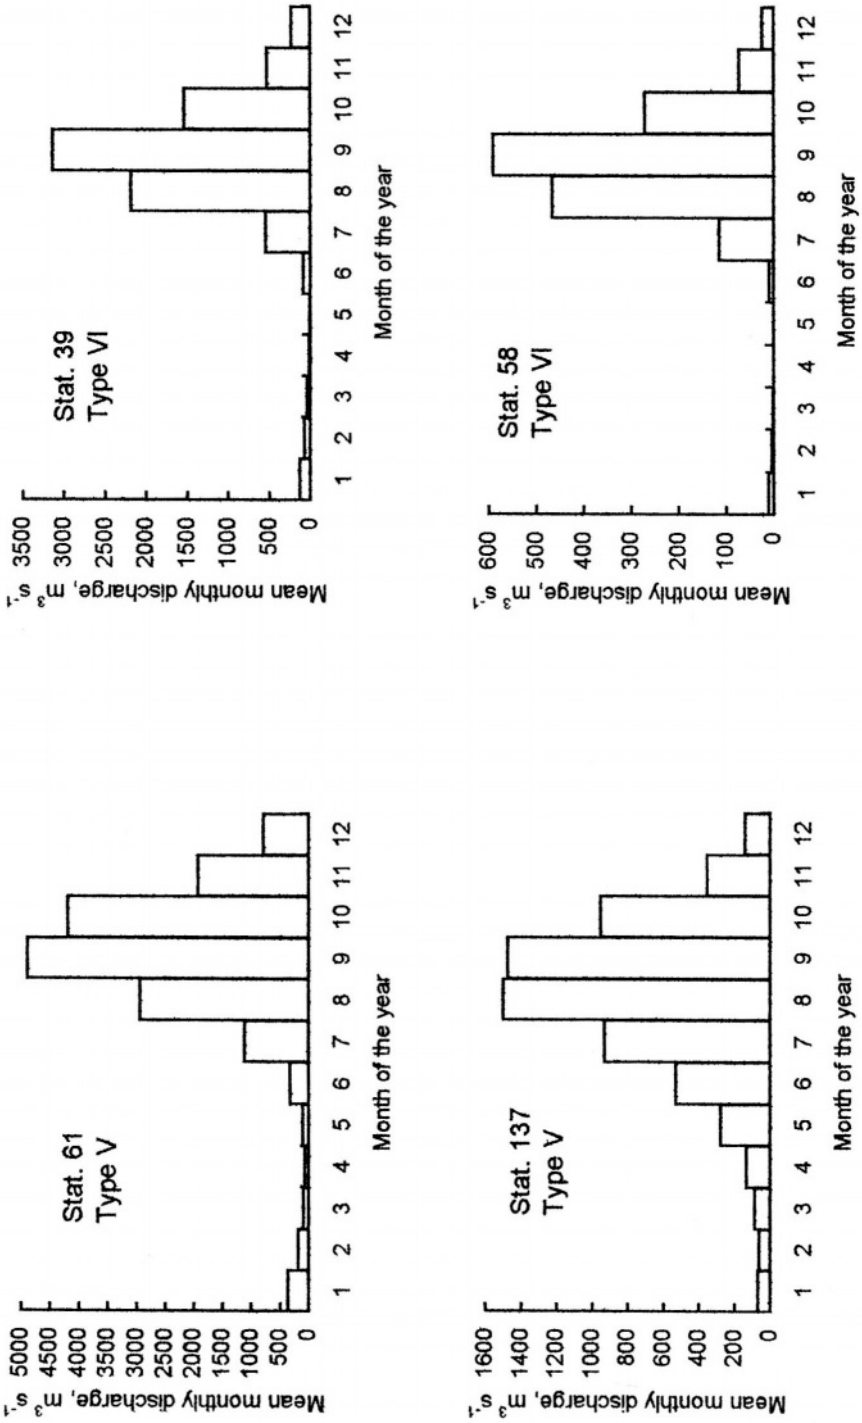 Mean monthly discharge, m³ s⁻¹
5000
4500
4000
3500
3000
2500
2000
1500
1000
500
0
Stat. 61
Type V
1 2 3 4 5 6 7 8 9 10 11 12
Month of the year
Mean monthly discharge, m³ s⁻¹
3500
3000
2500
2000
1500
1000
500
0
Stat. 39
Type VI
1 2 3 4 5 6 7 8 9 10 11 12
Month of the year
Mean monthly discharge, m³ s⁻¹
1600
1400
1200
1000
800
600
400
200
0
Stat. 137
Type V
1 2 3 4 5 6 7 8 9 10 11 12
Month of the year
Mean monthly discharge, m³ s⁻¹
600
500
400
300
200
100
0
Stat. 58
Type VI
1 2 3 4 5 6 7 8 9 10 11 12
Month of the year